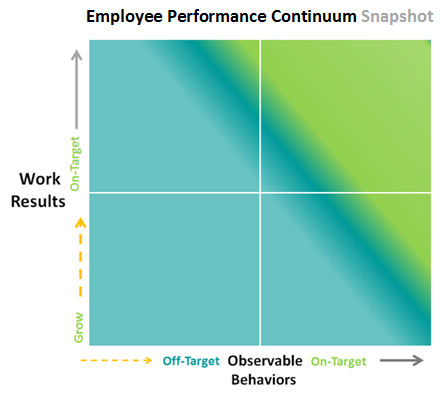 Employee Performance Continuum Snapshot
On-Target
Work
Results
Grow
Off-Target Observable On-Target
Behaviors